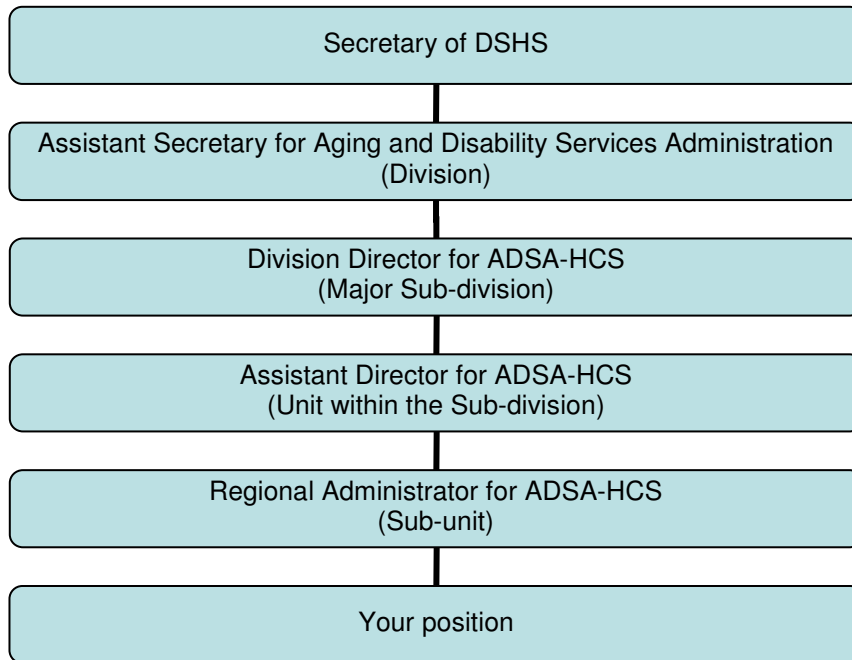 Secretary of DSHS
Assistant Secretary for Aging and Disability Services Administration
(Division)
Division Director for ADSA-HCS
(Major Sub-division)
Assistant Director for ADSA-HCS
(Unit within the Sub-division)
Regional Administrator for ADSA-HCS
(Sub-unit)
Your position